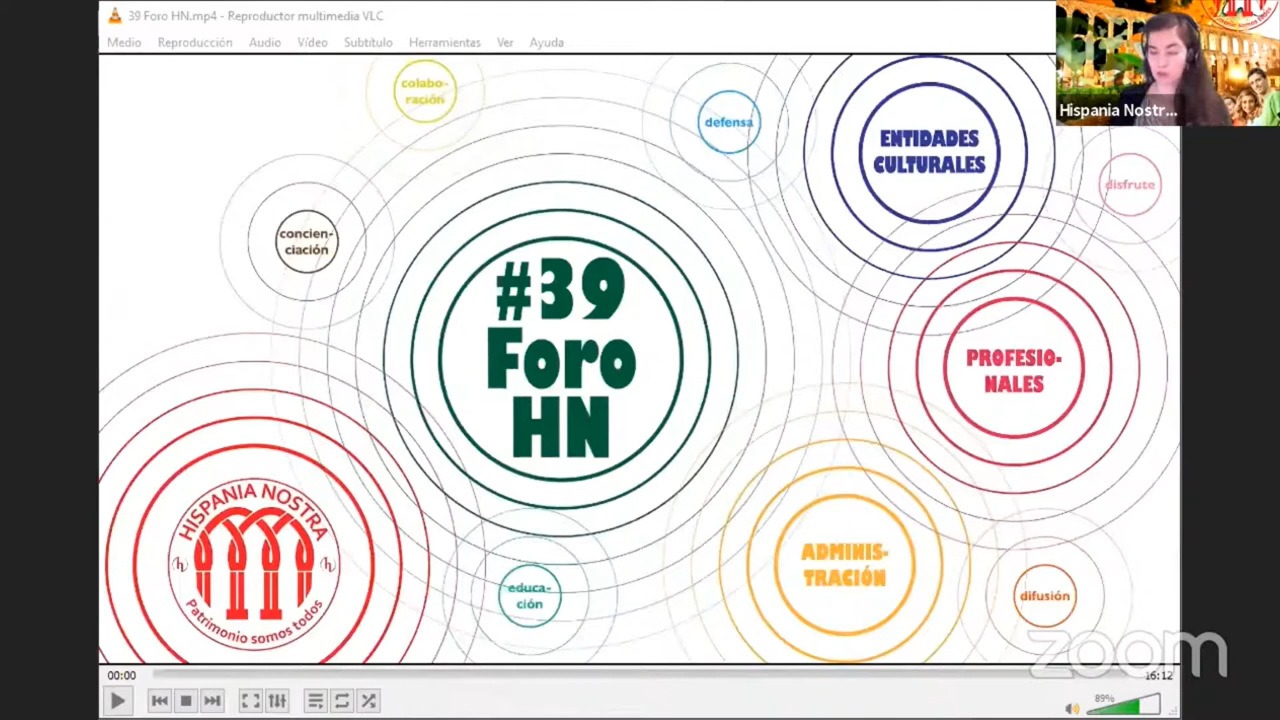 39 Foro HN.mp4 - Reproductor multimedia VLC
Medio Reproducción Audio Vídeo Subtítulo Herramientas Ver Ayuda
Hispania Nostr...
colabo-
ración
defensa
ENTIDADES
CULTURALES
disfrute
concien-
ciación
#39
Foro
HN
PROFESIO-
NALES
HISPANIA NOSTRA
h h
Patrimonio somos todos
educa-
ción
ADMINIS-
TRACIÓN
difusión
zoom
00:00
16:12
89%